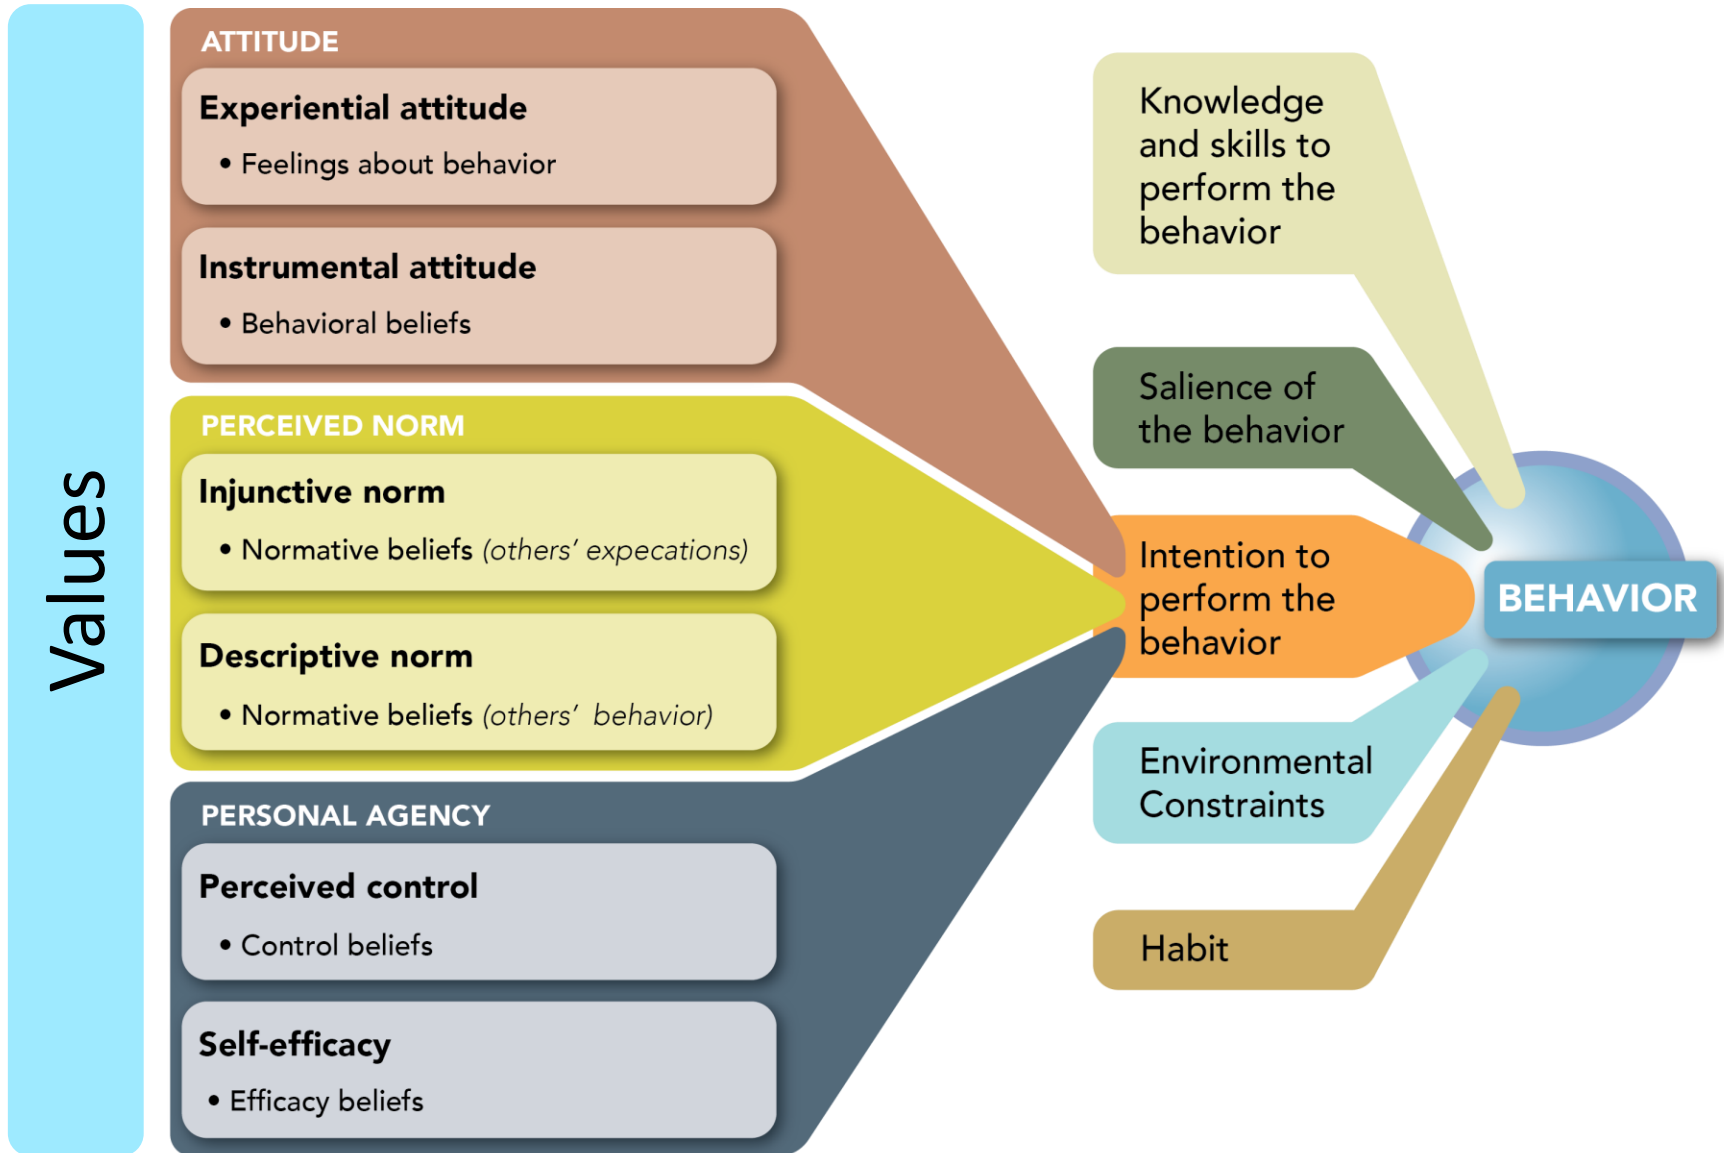 Values
ATTITUDE
Experiential attitude
• Feelings about behavior
Instrumental attitude
• Behavioral beliefs
PERCEIVED NORM
Injunctive norm
• Normative beliefs (others’ expecations)
Descriptive norm
• Normative beliefs (others’ behavior)
PERSONAL AGENCY
Perceived control
• Control beliefs
Self-efficacy
• Efficacy beliefs
Knowledge
and skills to
perform the
behavior
Salience of
the behavior
Intention to
perform the
behavior
Environmental
Constraints
Habit
BEHAVIOR